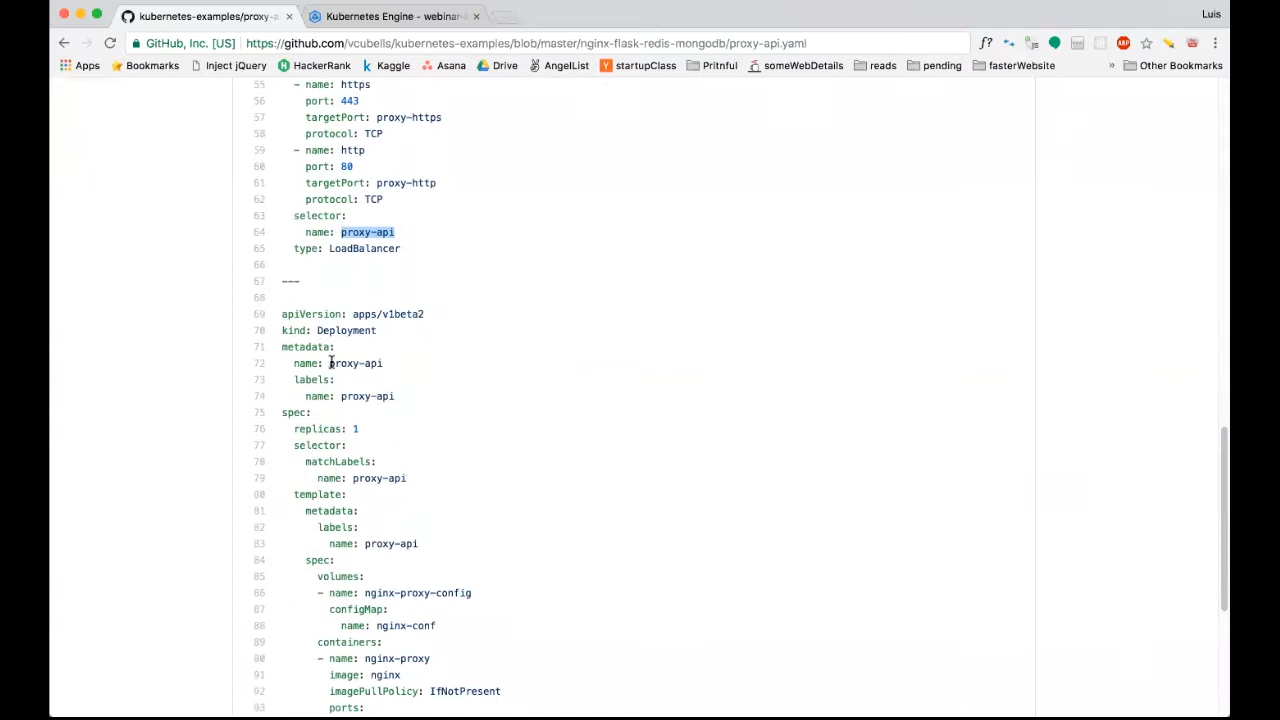 kubernetes-examples/proxy-a
Kubernetes Engine - webinar-
Luis
GitHub, Inc. [US]
https://github.com/vcubells/kubernetes-examples/blob/master/nginx-flask-redis-mongodb/proxy-api.yaml
f?
ABP
Apps
Bookmarks
Inject jQuery
HackerRank
Kaggle
Asana
Drive
AngelList
startupClass
Pritnful
someWebDetails
reads
pending
fasterWebsite
»
Other Bookmarks
55 - name: https
56 port: 443
57 targetPort: proxy-https
58 protocol: TCP
59 - name: http
60 port: 80
61 targetPort: proxy-http
62 protocol: TCP
63 selector:
64 name: proxy-api
65 type: LoadBalancer
66
67 ---
68
69 apiVersion: apps/v1beta2
70 kind: Deployment
71 metadata:
72 name: proxy-api
73 labels:
74 name: proxy-api
75 spec:
76 replicas: 1
77 selector:
78 matchLabels:
79 name: proxy-api
80 template:
81 metadata:
82 labels:
83 name: proxy-api
84 spec:
85 volumes:
86 - name: nginx-proxy-config
87 configMap:
88 name: nginx-conf
89 containers:
90 - name: nginx-proxy
91 image: nginx
92 imagePullPolicy: IfNotPresent
93 ports: